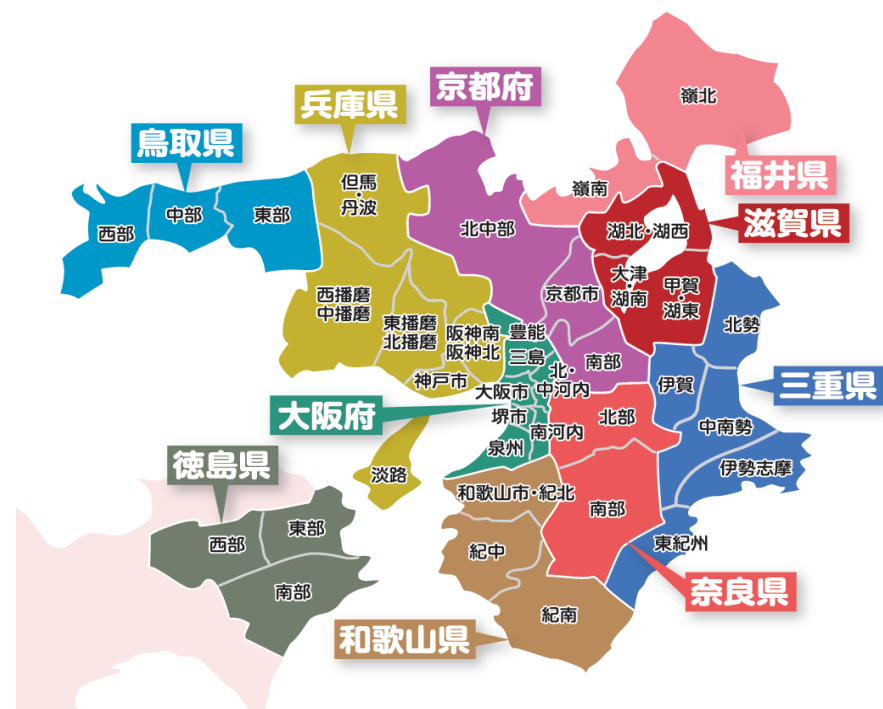 京都府
兵庫県
鳥取県
嶺北
福井県
嶺南
滋賀県
但馬
・
丹波
西部
中部
東部
北中部
湖北・湖西
大津
・
湖南
甲賀
・
湖東
京都市
西播磨
中播磨
東播磨
北播磨
阪神南
阪神北
神戸市
豊能
三島
北・
中河内
南部
北勢
伊賀
三重県
大阪市
大阪府
堺市
南河内
泉州
北部
中南勢
伊勢志摩
徳島県
淡路
和歌山市・紀北
南部
東部
西部
南部
紀中
東紀州
奈良県
紀南
和歌山県